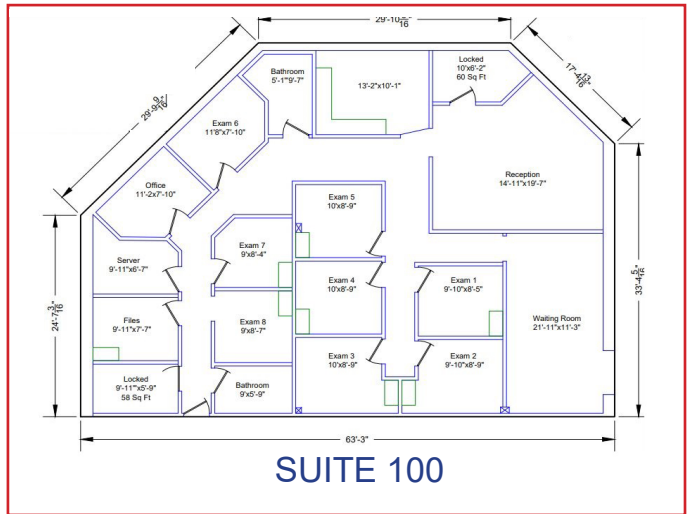 29'-10 16
17'-4 13/16
29'-9 9/16
33'-4 5/16
24'-7 3/16
63'-3"
Bathroom
5'-1"'9'-7"
13'-2"x10'-1"
Locked
10'x6'-2"
60 Sq Ft
Exam 6
11'8"x7'-10"
Office
11'-2x7'-10"
Reception
14'-11"x19'-7"
Exam 5
10'x8'-9"
Server
9'-11"x6'-7"
Exam 7
9'x8'-4"
Exam 4
10'x8'-9"
Exam 1
9'-10"x8'-5"
Files
9'-11"x7'-7"
Exam 8
9'x8'-7"
Waiting Room
21'-11"x11'-3"
Locked
9'-11'"x5'-9"
58 Sq Ft
Bathroom
9'x5'-9"
Exam 3
10'x8'-9"
Exam 2
9'-10"x8'-9"
SUITE 100